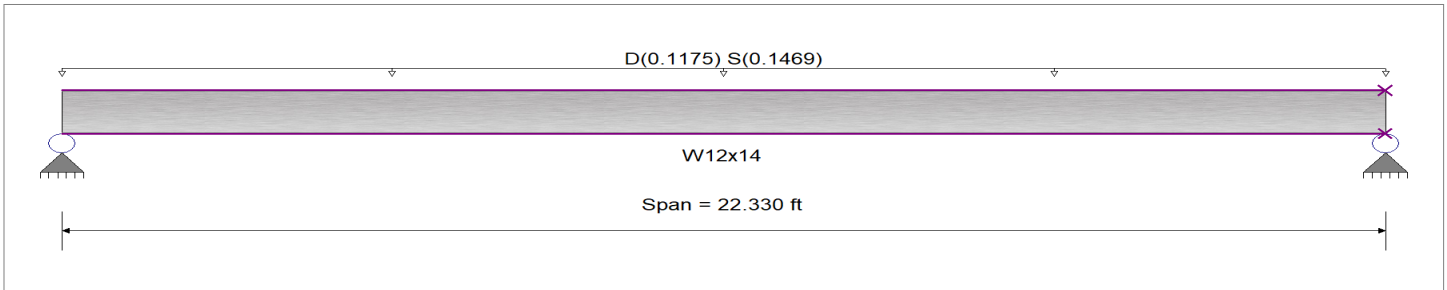 D(0.1175) S(0.1469)
W12x14
Span = 22.330 ft